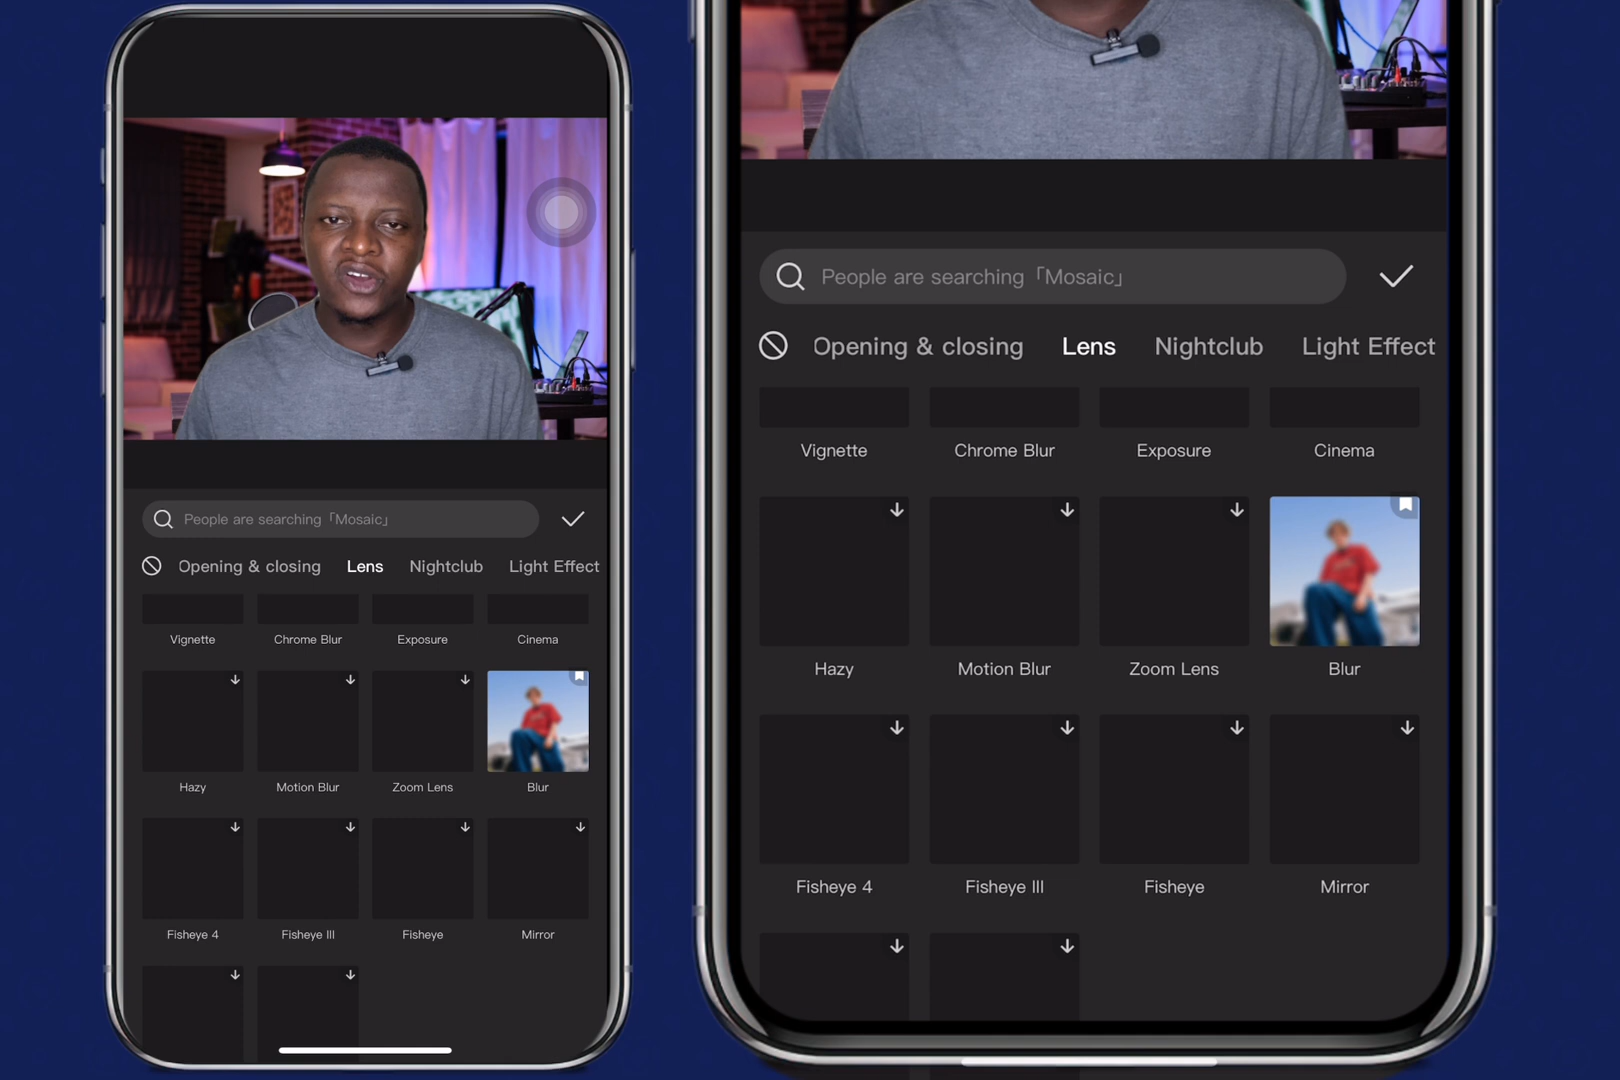 People are searching「Mosaic」
Opening & closing Lens Nightclub Light Effect
Vignette Chrome Blur Exposure Cinema
Hazy Motion Blur Zoom Lens Blur
Fisheye 4 Fisheye III Fisheye Mirror
People are searching「Mosaic」
Opening & closing Lens Nightclub Light Effect
Vignette Chrome Blur Exposure Cinema
Hazy Motion Blur Zoom Lens Blur
Fisheye 4 Fisheye III Fisheye Mirror